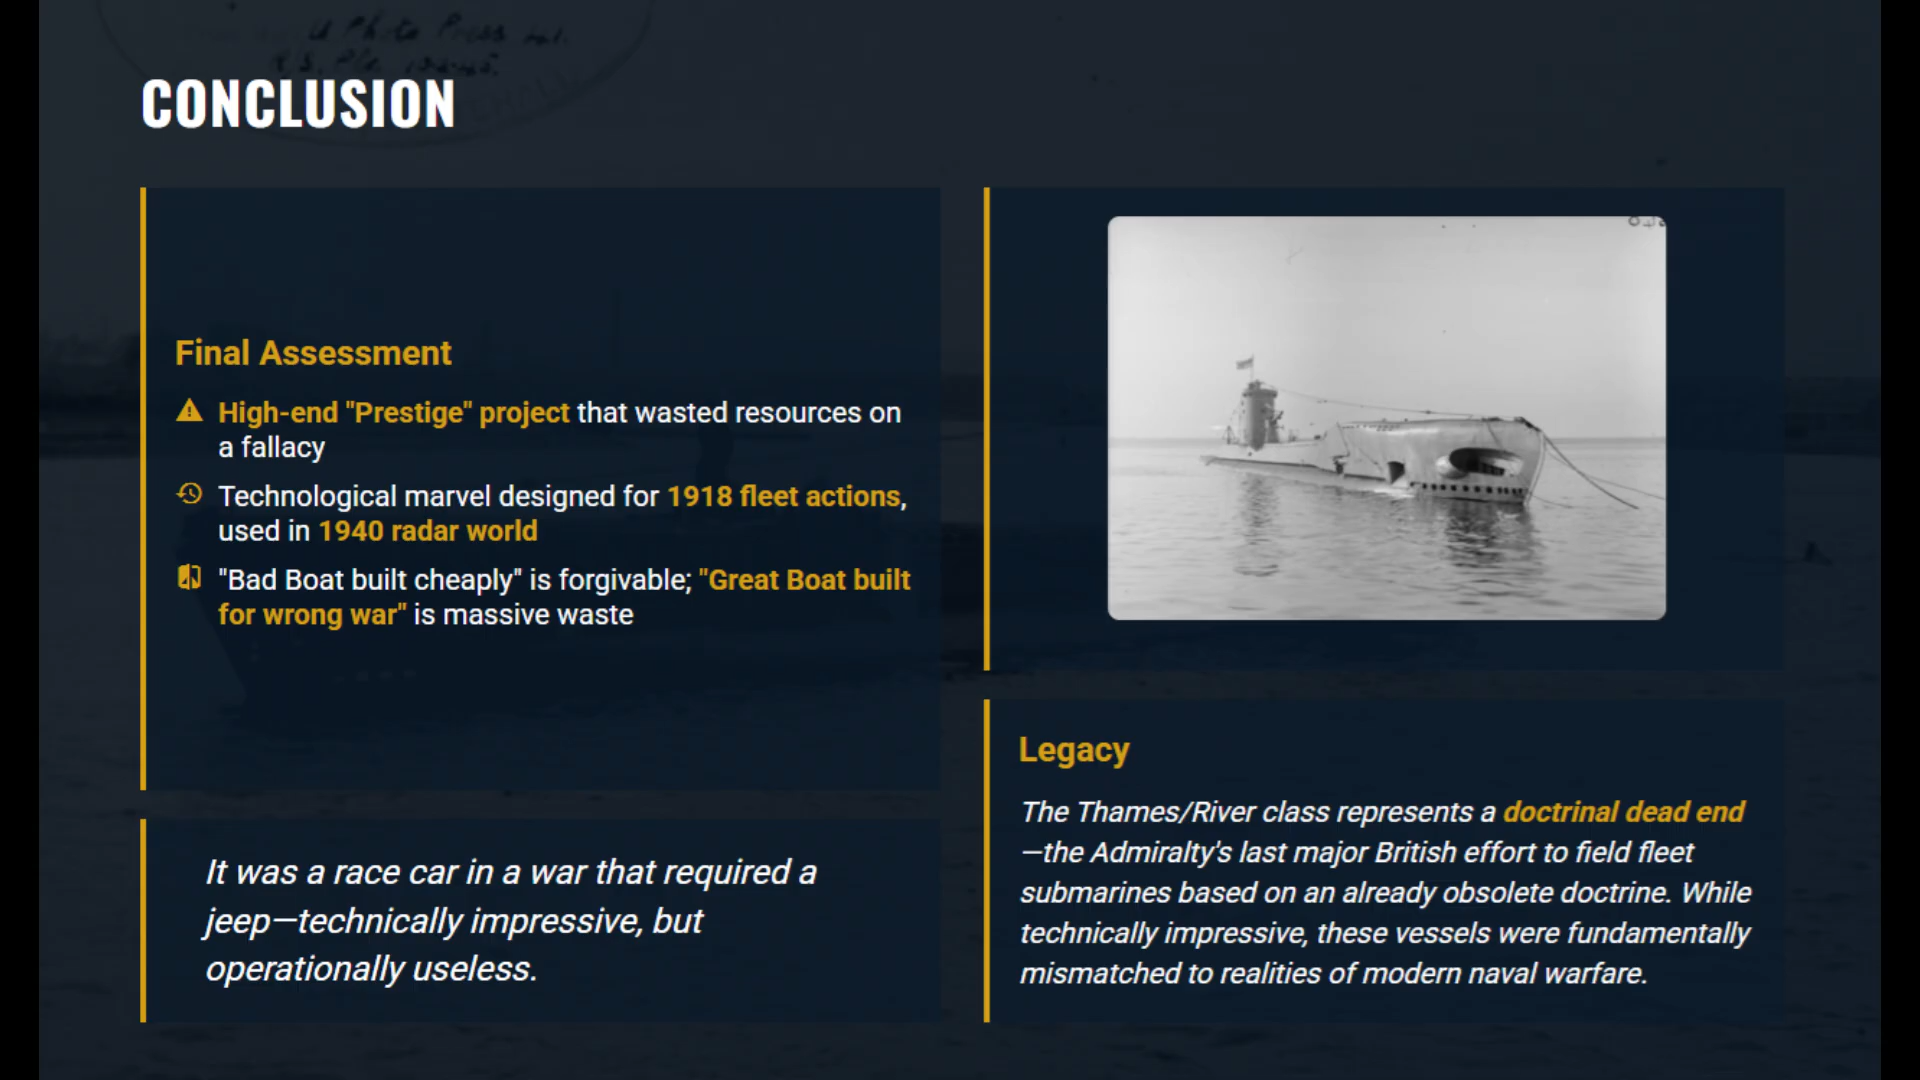 CONCLUSION
Final Assessment
High-end "Prestige" project that wasted resources on
a fallacy
Technological marvel designed for 1918 fleet actions,
used in 1940 radar world
"Bad Boat built cheaply" is forgivable; "Great Boat built
for wrong war" is massive waste
It was a race car in a war that required a
jeep—technically impressive, but
operationally useless.
Legacy
The Thames/River class represents a doctrinal dead end
—the Admiralty's last major British effort to field fleet
submarines based on an already obsolete doctrine. While
technically impressive, these vessels were fundamentally
mismatched to realities of modern naval warfare.